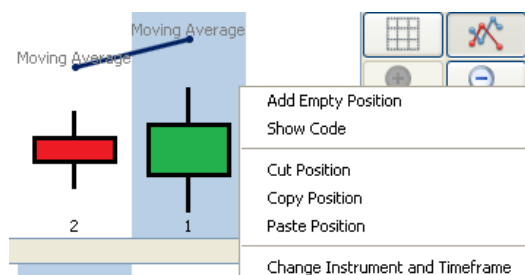 Moving Average
Moving Average
2
1
Add Empty Position
Show Code
Cut Position
Copy Position
Paste Position
Change Instrument and Timeframe